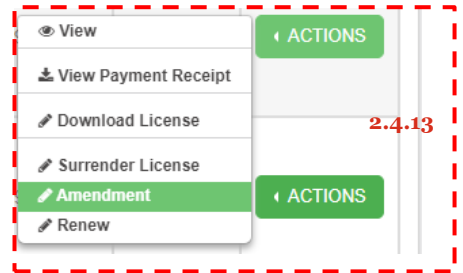 View
ACTIONS
View Payment Receipt
Download License
2.4.13
Surrender License
Amendment
ACTIONS
Renew